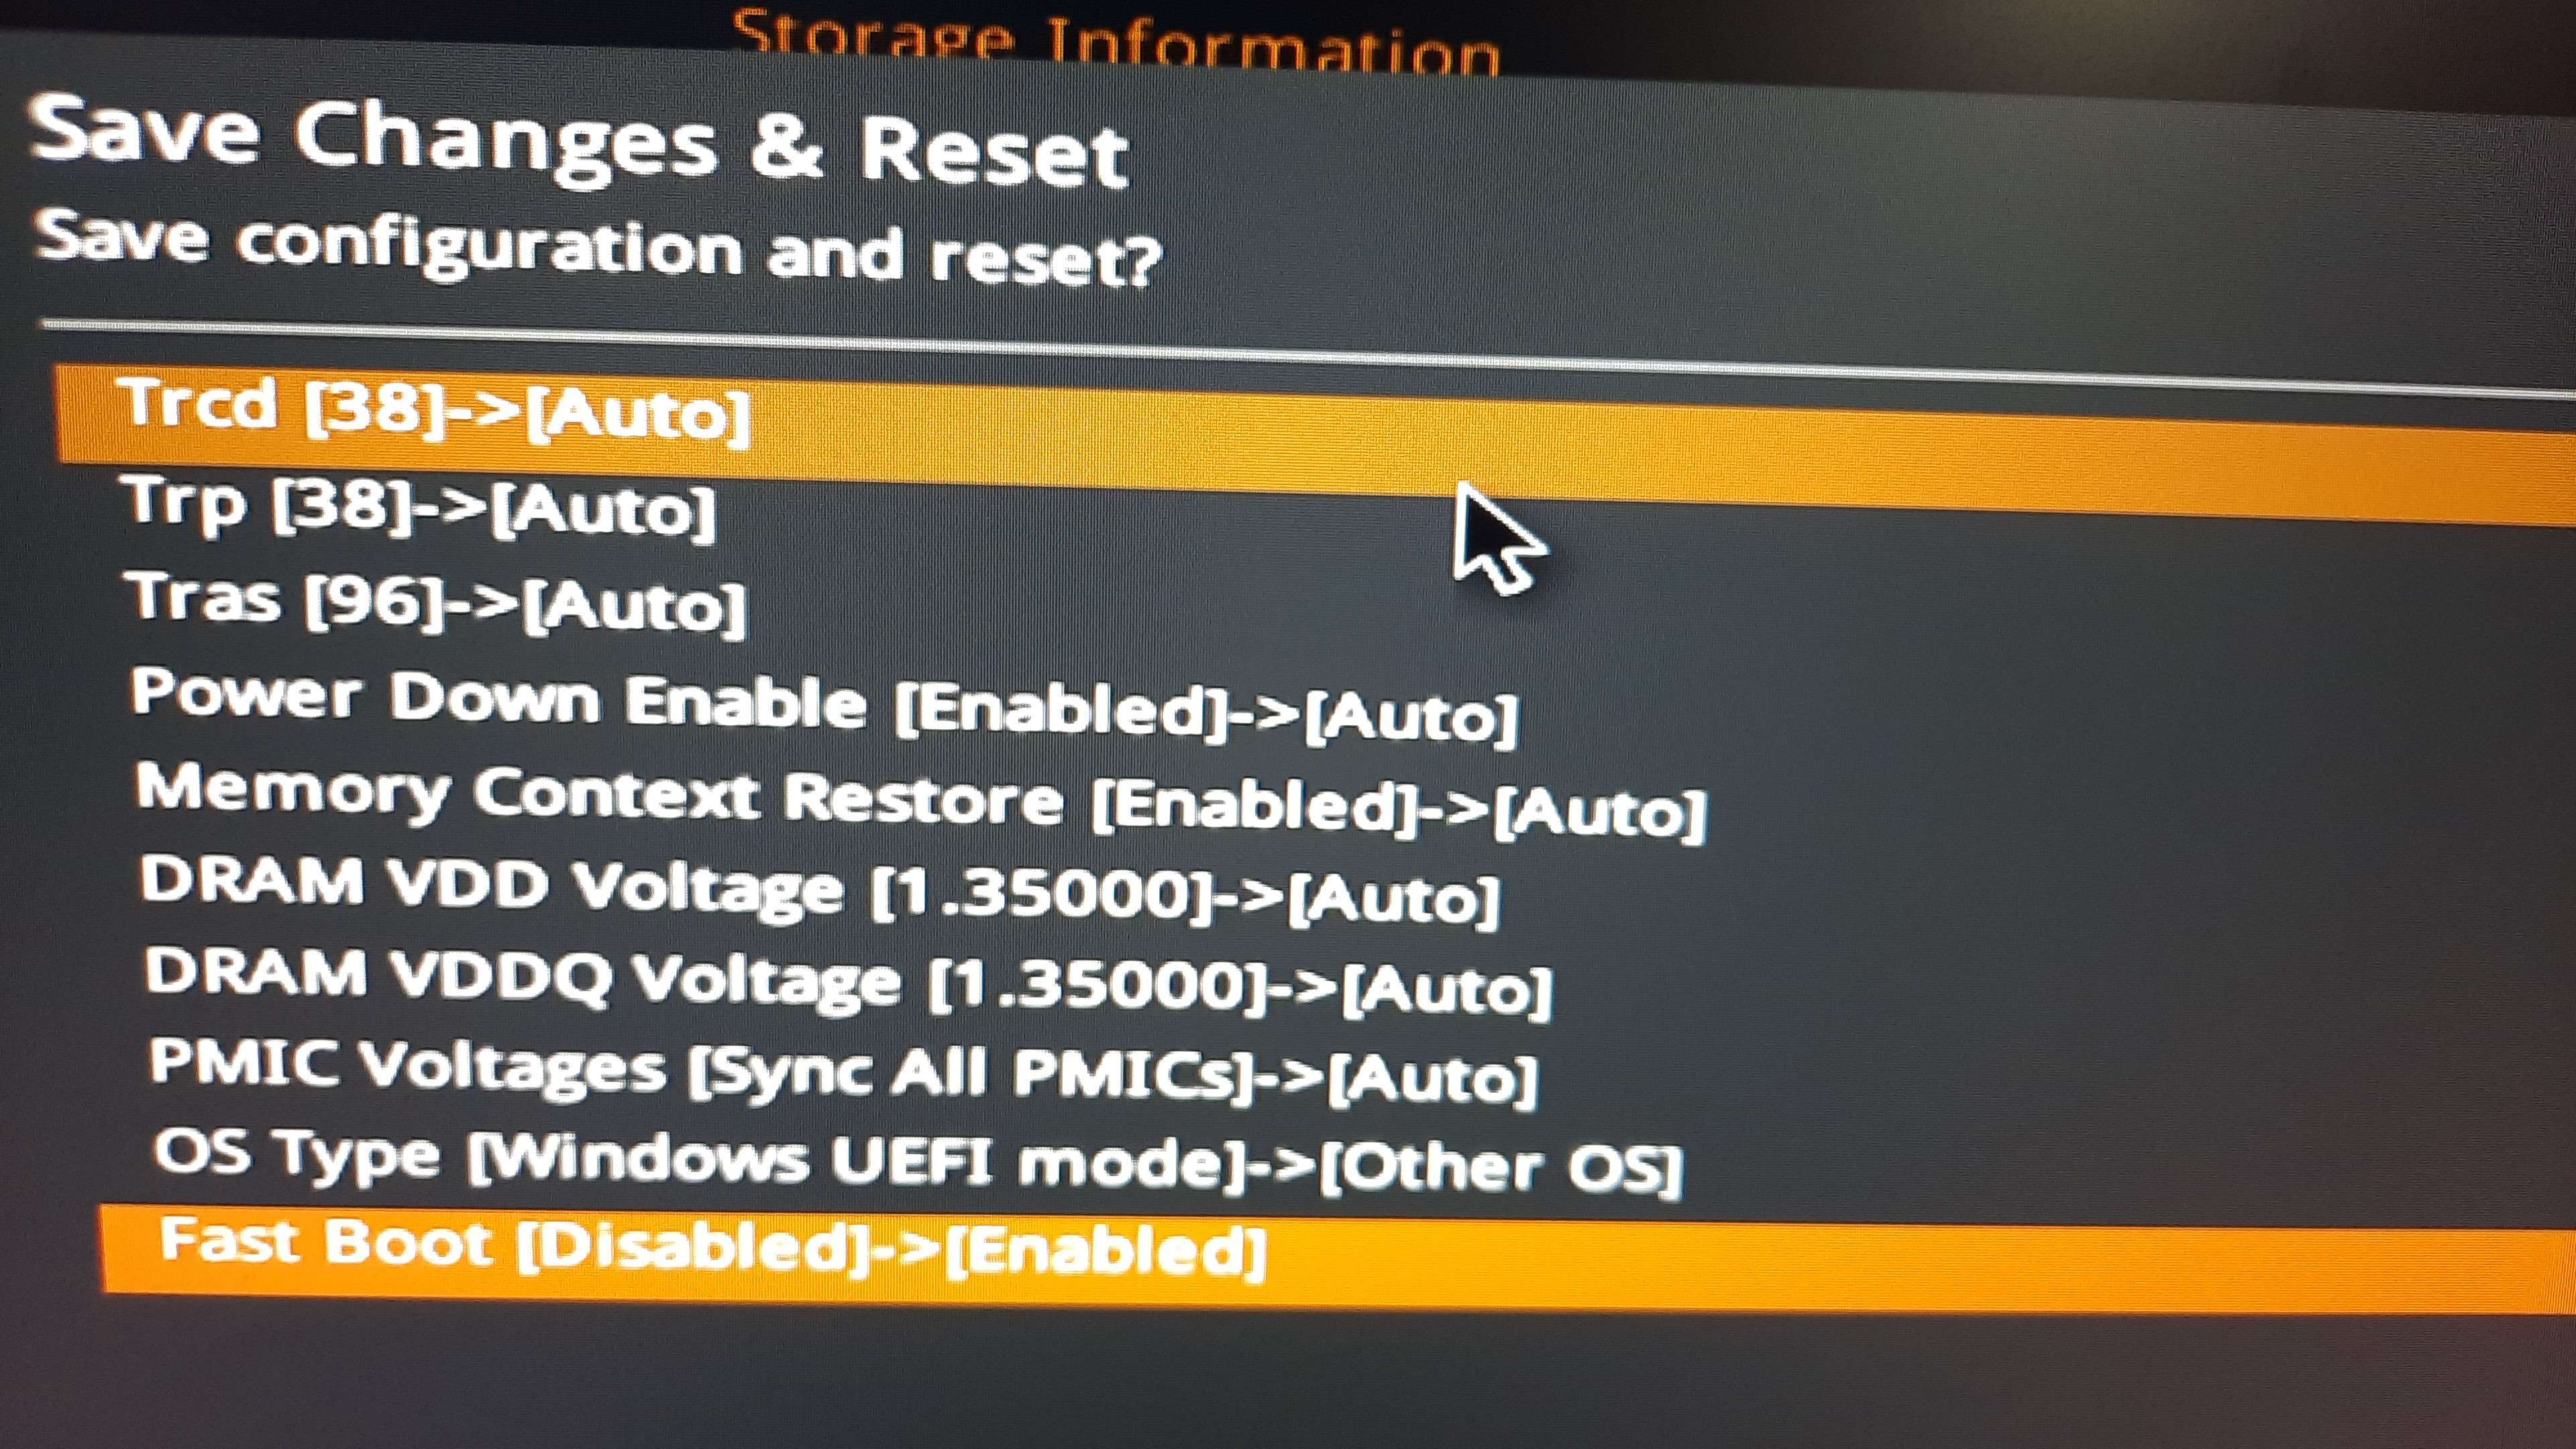 Storage Information
Save Changes & Reset
Save configuration and reset?
Trcd [38]->[Auto]
Trp [38]->[Auto]
Tras [96]->[Auto]
Power Down Enable [Enabled]->[Auto]
Memory Context Restore [Enabled]->[Auto]
DRAM VDD Voltage [1.35000]->[Auto]
DRAM VDDQ Voltage [1.35000]->[Auto]
PMIC Voltages [Sync All PMICs]->[Auto]
OS Type [Windows UEFI mode]->[Other OS]
Fast Boot [Disabled]->[Enabled]